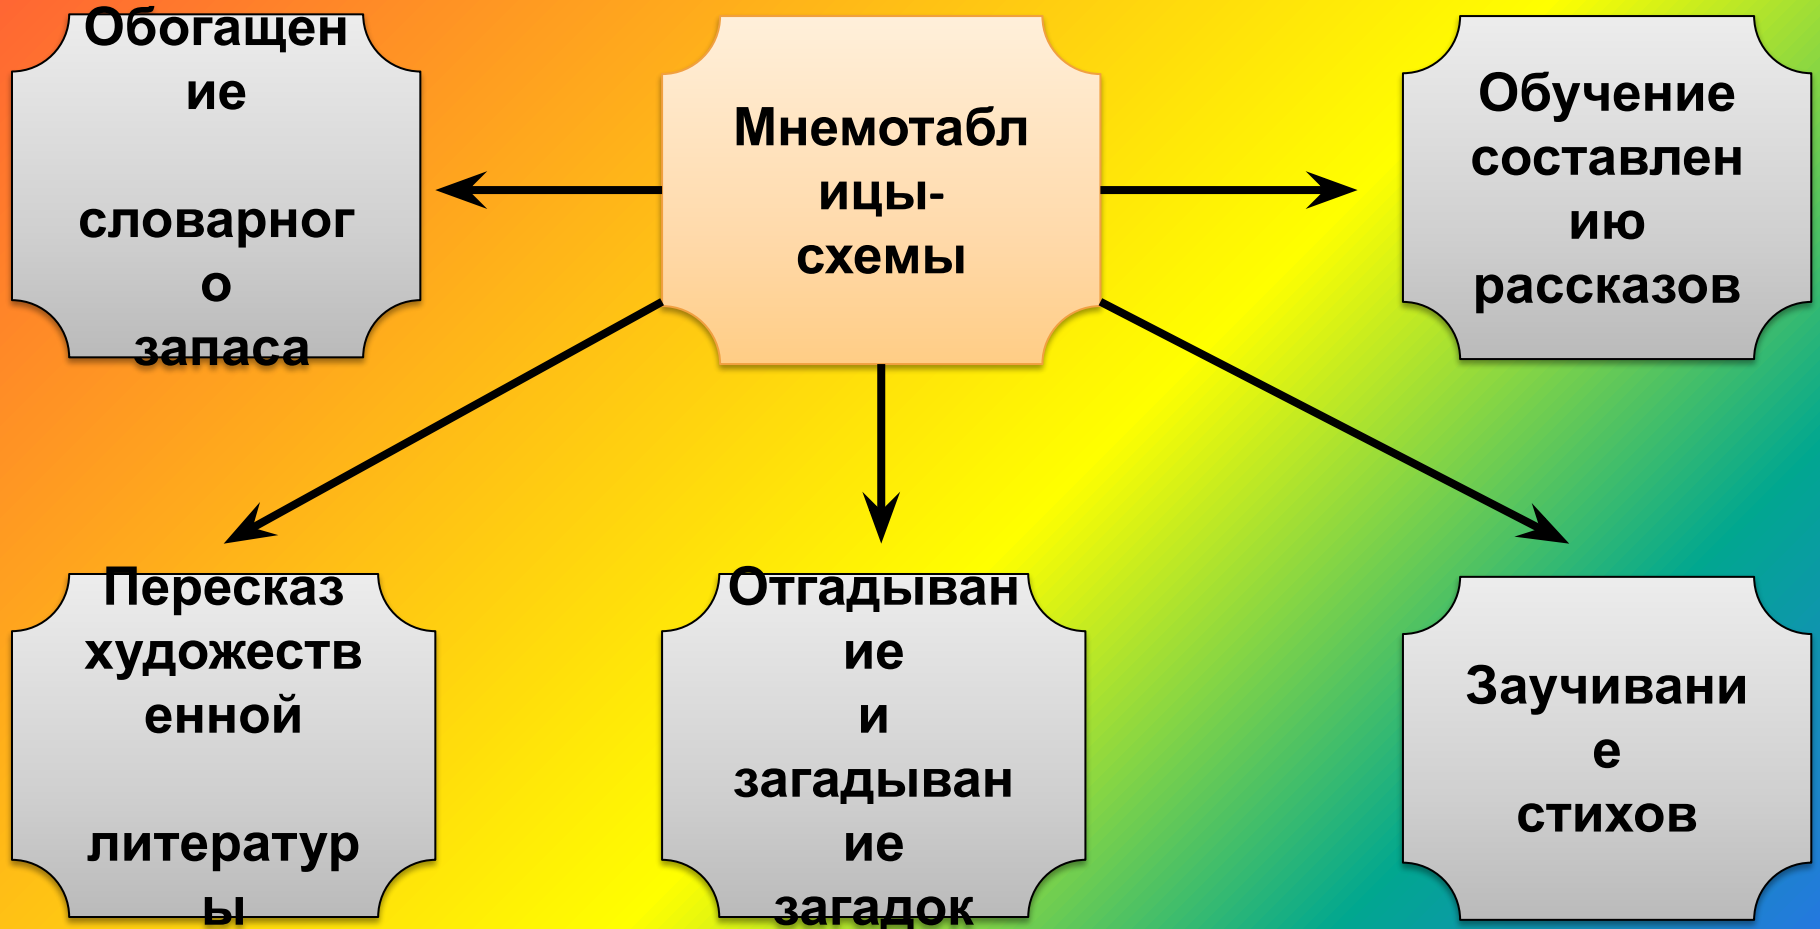 Обогащен
ие
словарног
о
запаса
Мнемотабл
ицы-
схемы
Обучение
составлен
ию
рассказов
Пересказ
художеств
енной
литератур
ы
Отгадыван
ие
и
загадыван
ие
загадок
Заучивани
е
стихов